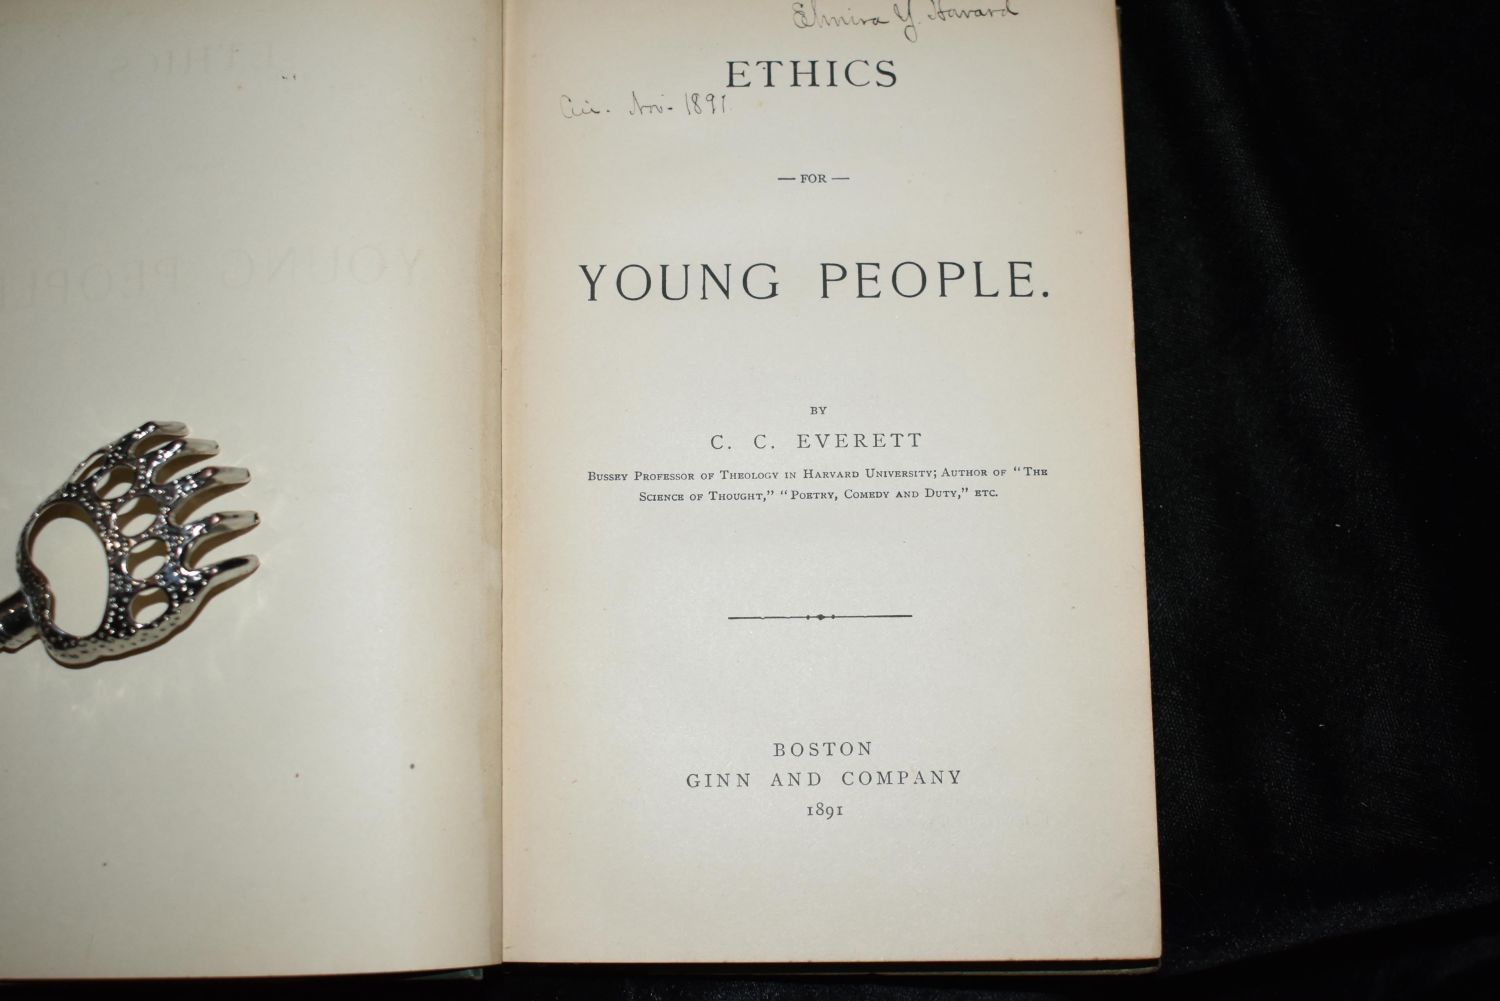 Elmira Y. Havard
ETHICS
Nov. 1891
— FOR —
YOUNG PEOPLE.
BY
C. C. EVERETT
BUSSEY PROFESSOR OF THEOLOGY IN HARVARD UNIVERSITY; AUTHOR OF "THE
SCIENCE OF THOUGHT," "POETRY, COMEDY AND DUTY," ETC.
BOSTON
GINN AND COMPANY
1891